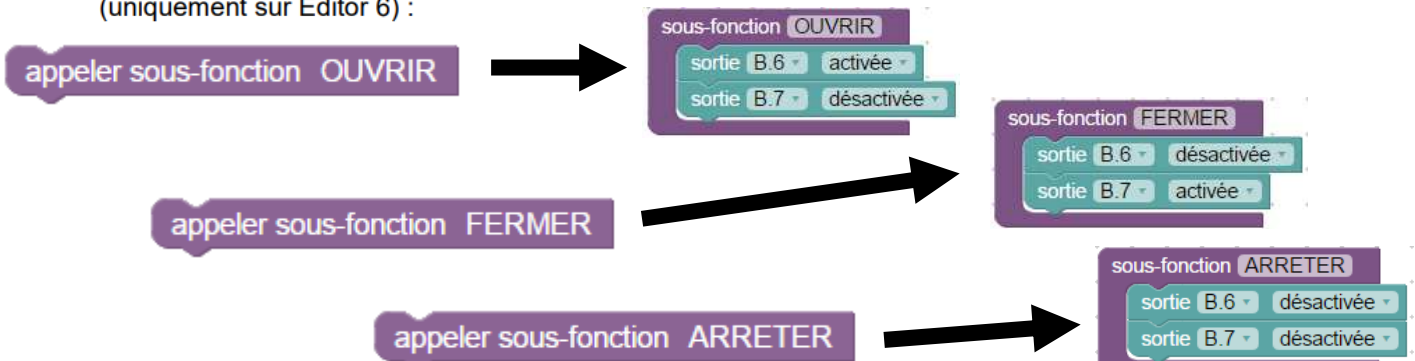 (uniquement sur Editor 6) :
appeler sous-fonction OUVRIR
sous-fonction OUVRIR
sortie B.6 activée
sortie B.7 désactivée
appeler sous-fonction FERMER
sous-fonction FERMER
sortie B.6 désactivée
sortie B.7 activée
appeler sous-fonction ARRETER
sous-fonction ARRETER
sortie B.6 désactivée
sortie B.7 désactivée